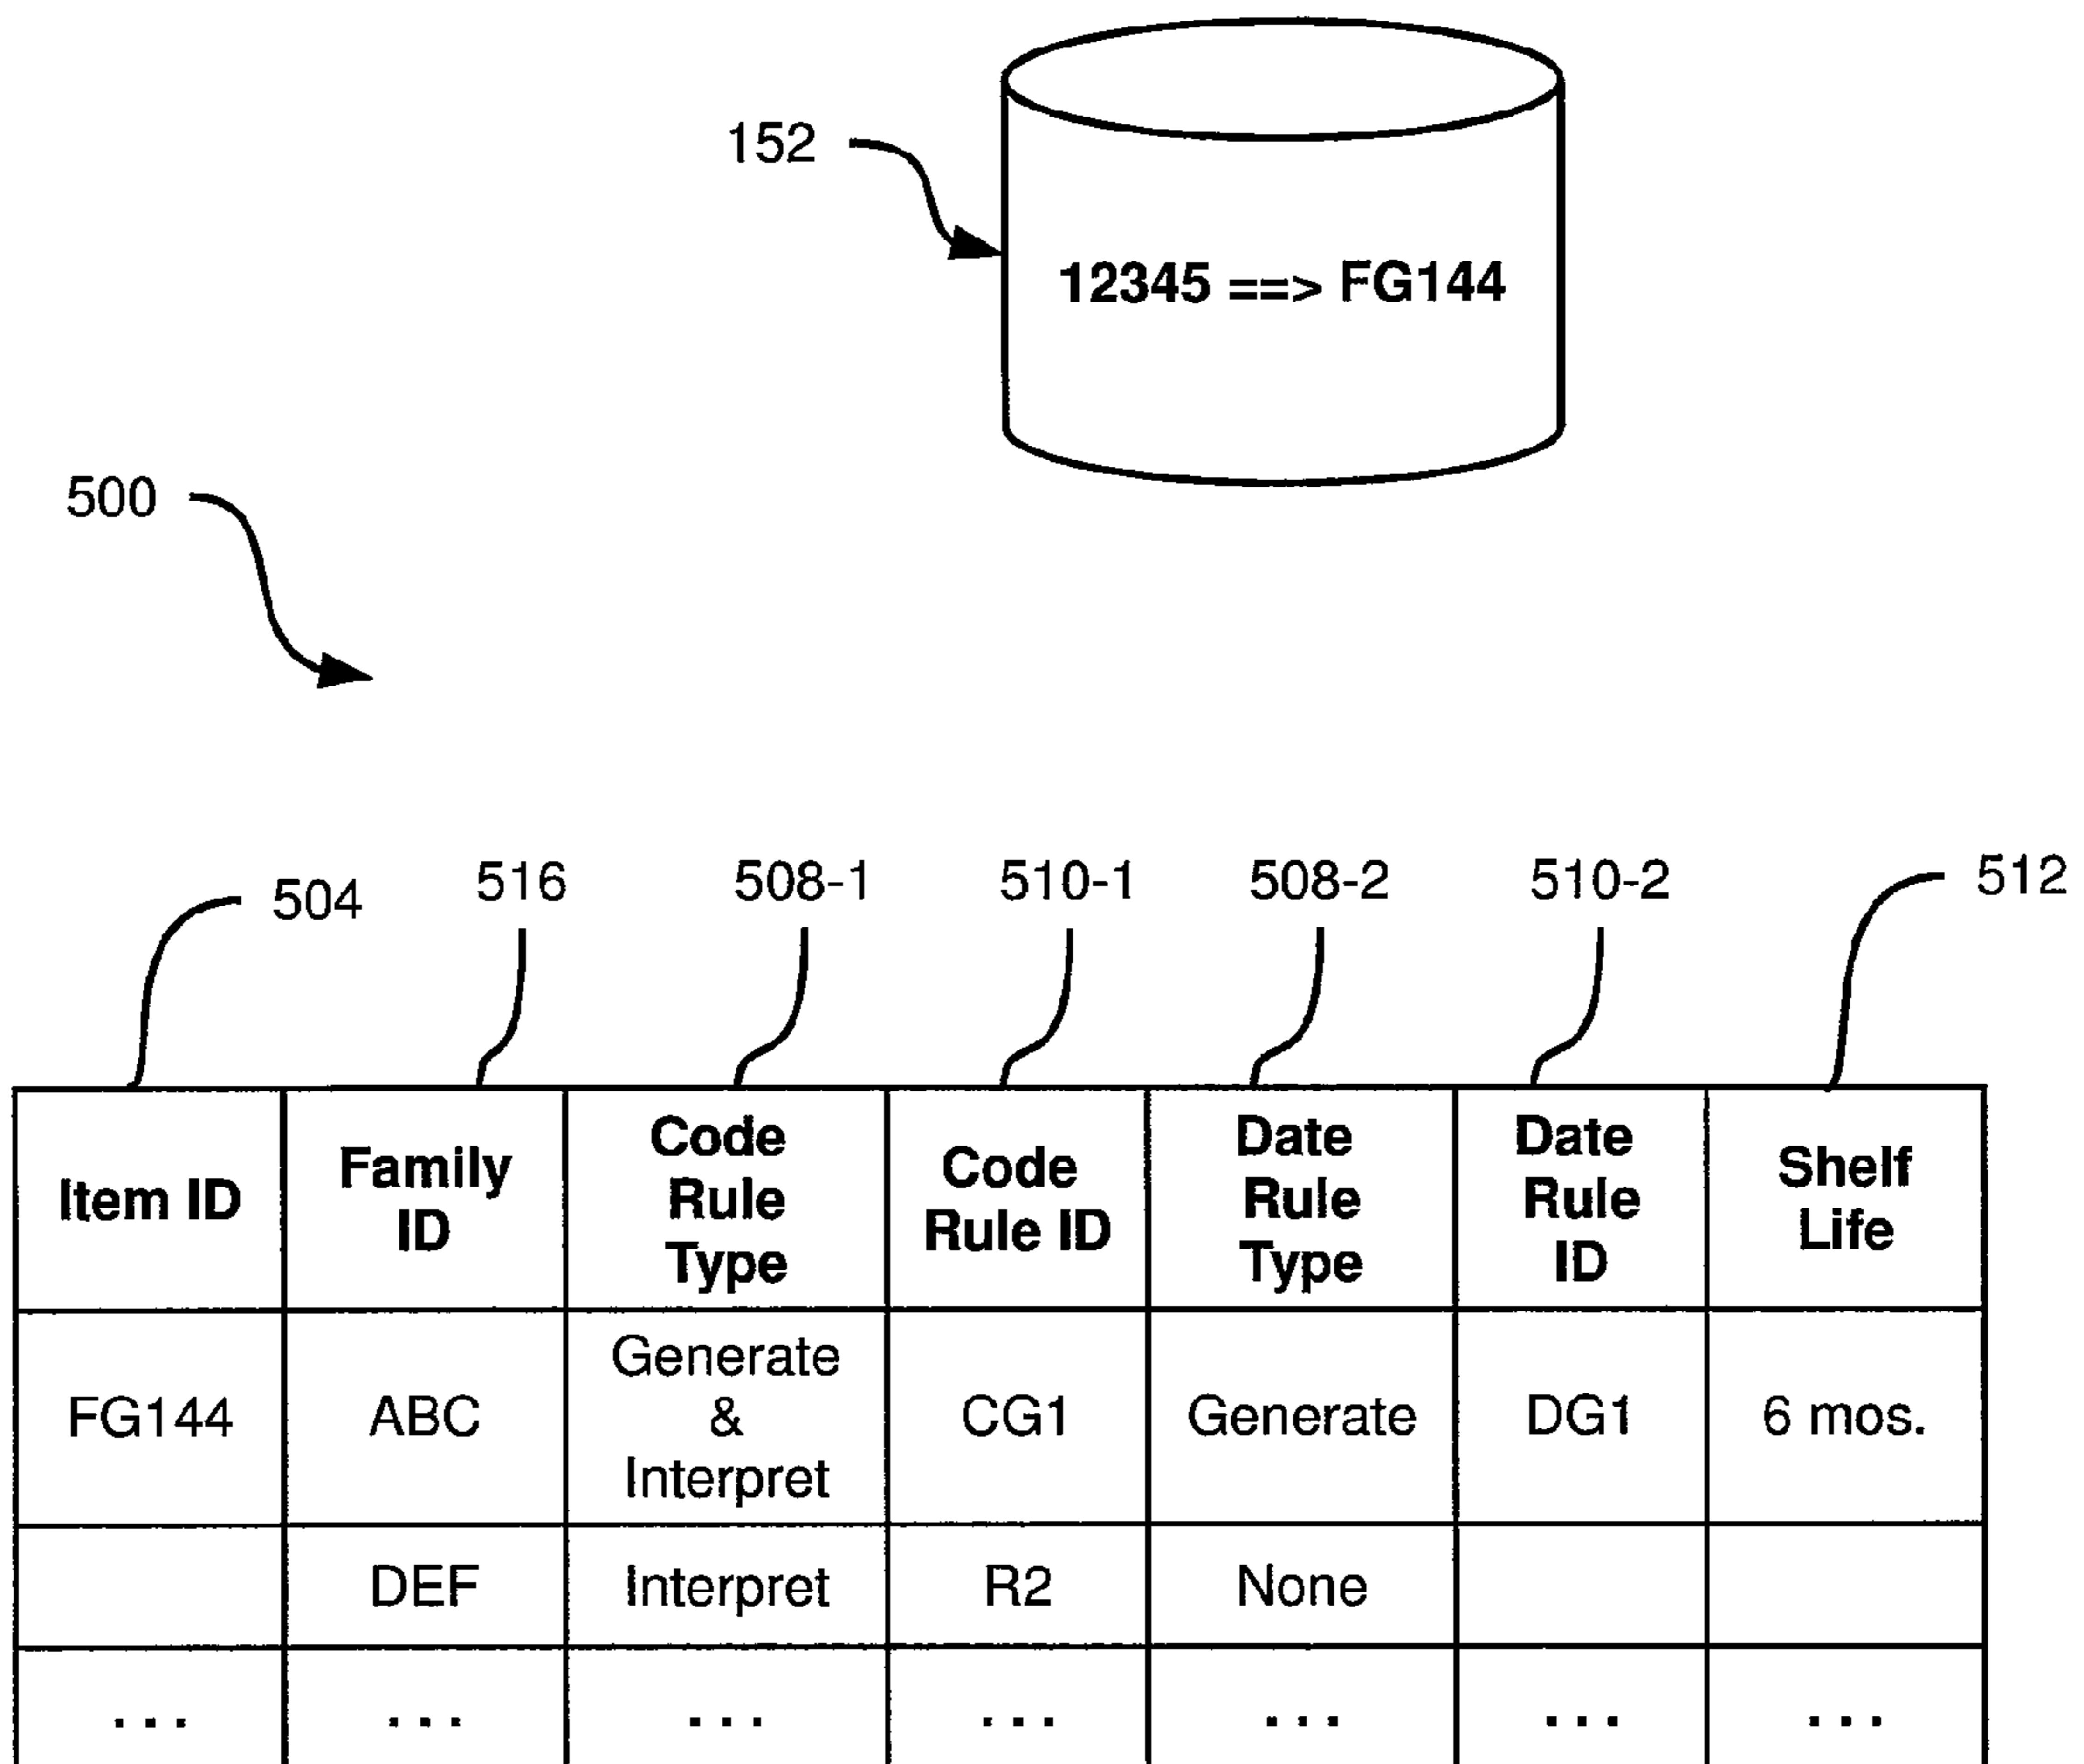 152
12345 ==> FG144
500
504
516
508-1
510-1
508-2
510-2
512
Item ID
Family
ID
Code
Rule
Type
Code
Rule ID
Date
Rule
Type
Date
Rule
ID
Shelf
Life
FG144
ABC
Generate
&
Interpret
CG1
Generate
DG1
6 mos.
DEF
Interpret
R2
None
... ... ... ... ... ... ...